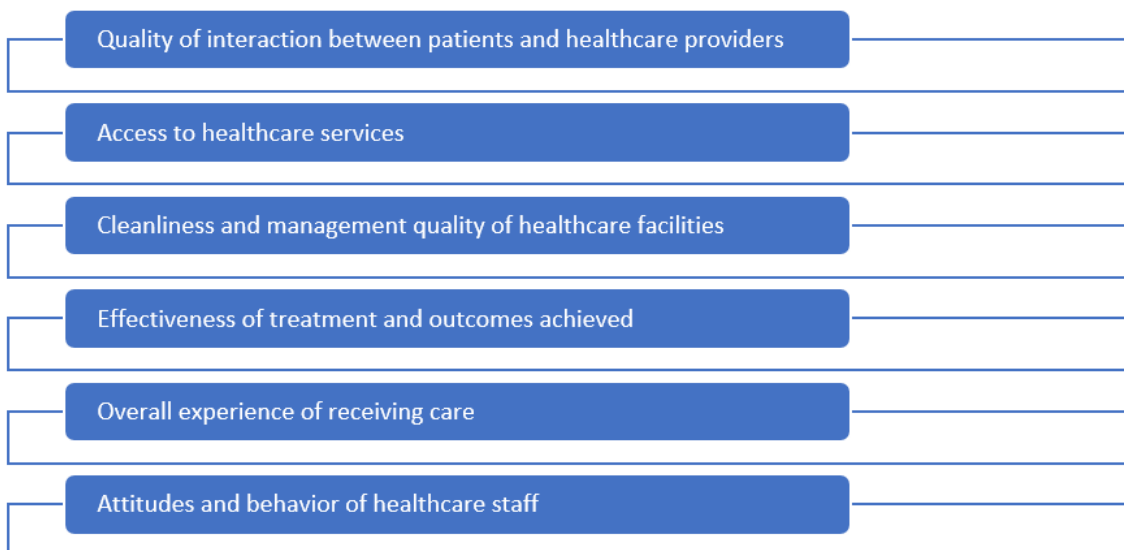 Quality of interaction between patients and healthcare providers
Access to healthcare services
Cleanliness and management quality of healthcare facilities
Effectiveness of treatment and outcomes achieved
Overall experience of receiving care
Attitudes and behavior of healthcare staff